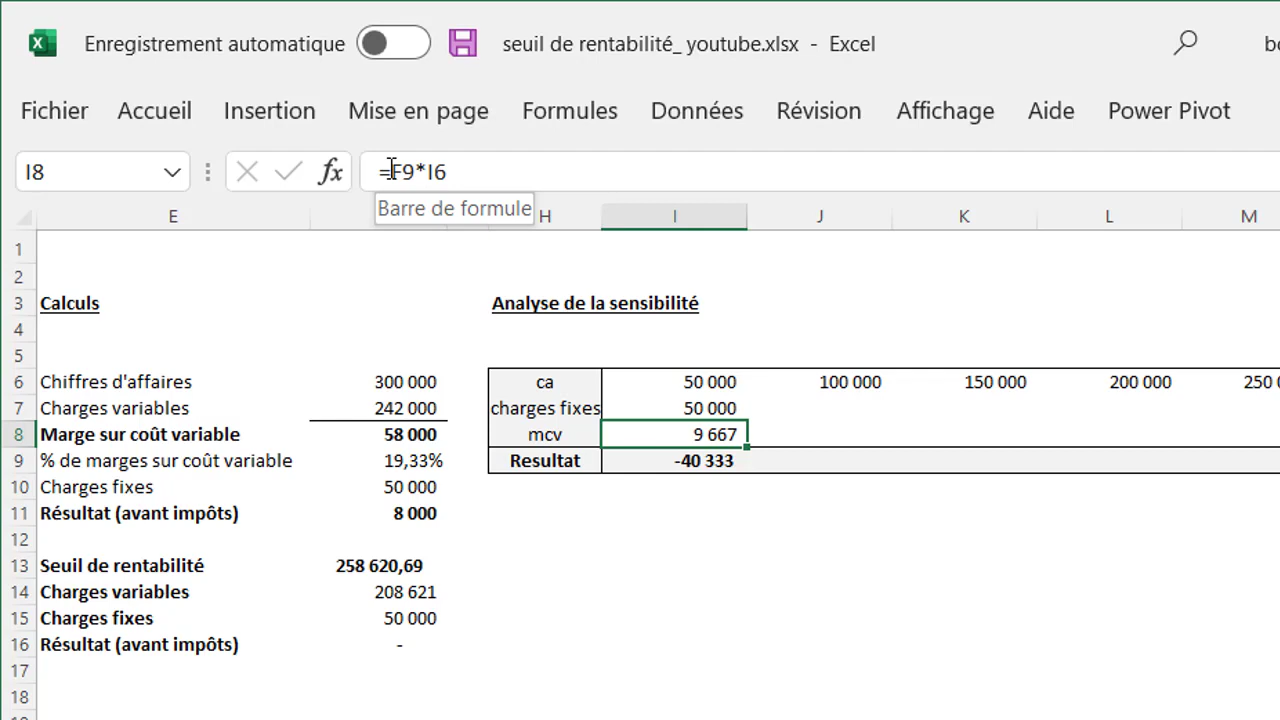 Enregistrement automatique seuil de rentabilité_ youtube.xlsx - Excel
Fichier Accueil Insertion Mise en page Formules Données Révision Affichage Aide Power Pivot
I8 fx =F9*I6
Barre de formule
E H I J K L M
1
2
3 Calculs Analyse de la sensibilité
4
5
6 Chiffres d'affaires 300 000 ca 50 000 100 000 150 000 200 000 250 0
7 Charges variables 242 000 charges fixes 50 000
8 Marge sur coût variable 58 000 mcv 9 667
9 % de marges sur coût variable 19,33% Resultat -40 333
10 Charges fixes 50 000
11 Résultat (avant impôts) 8 000
12
13 Seuil de rentabilité 258 620,69
14 Charges variables 208 621
15 Charges fixes 50 000
16 Résultat (avant impôts) -
17
18